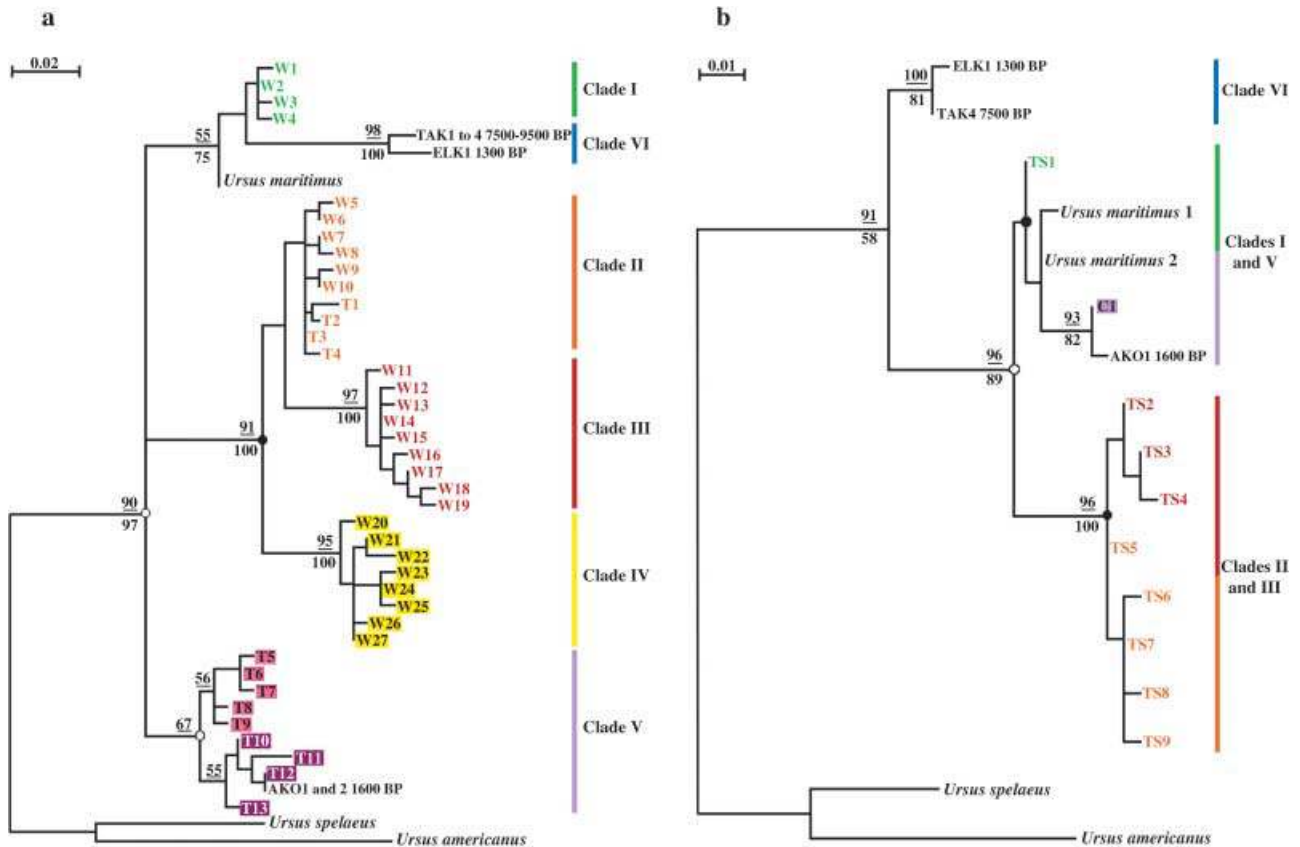 a
b
0.02
W1
W2
W3
W4
Clade I
98
TAK1 to 4 7500-9500 BP
100
ELK1 1300 BP
Clade VI
55
75
Ursus maritimus
W5
W6
W7
W8
W9
W10
T1
T2
T3
T4
Clade II
W11
W12
97
W13
100
W14
W15
W16
W17
W18
W19
Clade III
91
100
90
97
W20
95
W21
100
W22
W23
W24
W25
W26
W27
Clade IV
T5
56
T6
T7
T8
T9
67
T10
T11
55
T12
AKO1 and 2 1600 BP
T13
Clade V
Ursus spelaeus
Ursus americanus
0.01
ELK1 1300 BP
100
81
TAK4 7500 BP
Clade VI
TS1
Ursus maritimus 1
91
58
Ursus maritimus 2
Clades I
and V
C1
93
82
AKO1 1600 BP
96
89
TS2
TS3
TS4
96
100
TS5
Clades II
and III
TS6
TS7
TS8
TS9
Ursus spelaeus
Ursus americanus